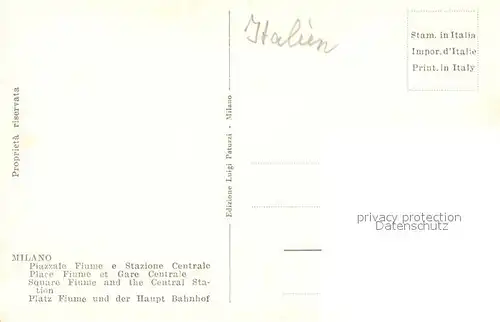 Italien
Stam. in Italia
Impor. d'Italie
Print. in Italy
Proprietà riservata
Edizione Luigi Patuzzi - Milano
privacy protection
Datenschutz
MILANO
Piazzale Fiume e Stazione Centrale
Place Fiume et Gare Centrale
Square Fiume and the Central Sta-
tion
Platz Fiume und der Haupt Bahnhof